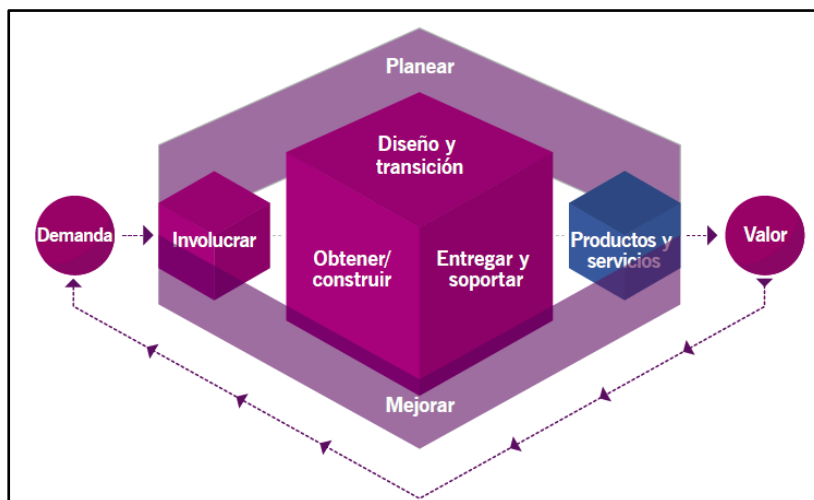 Planear
Diseño y
transición
Demanda
Involucrar
Obtener/
construir
Entregar y
soportar
Productos y
servicios
Valor
Mejorar